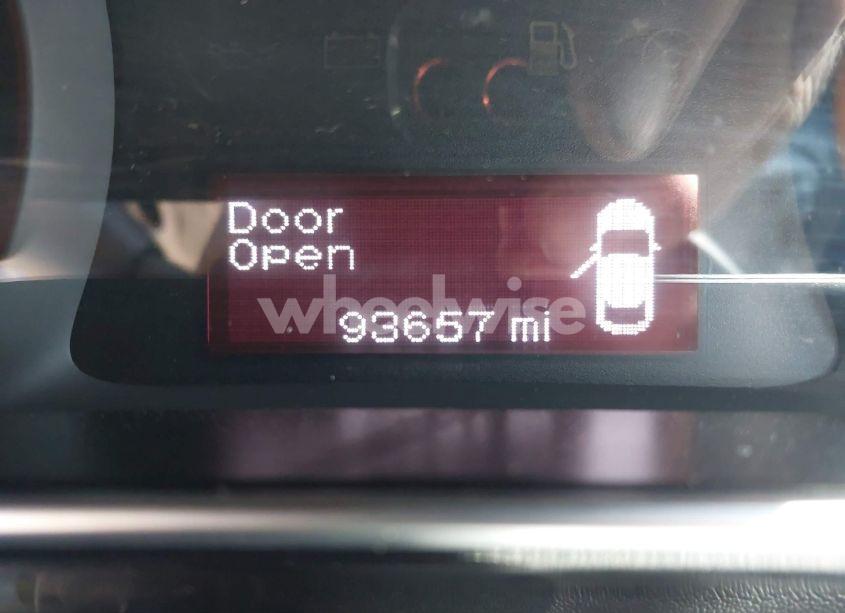 Door
Open
wheelwise
93657 mi